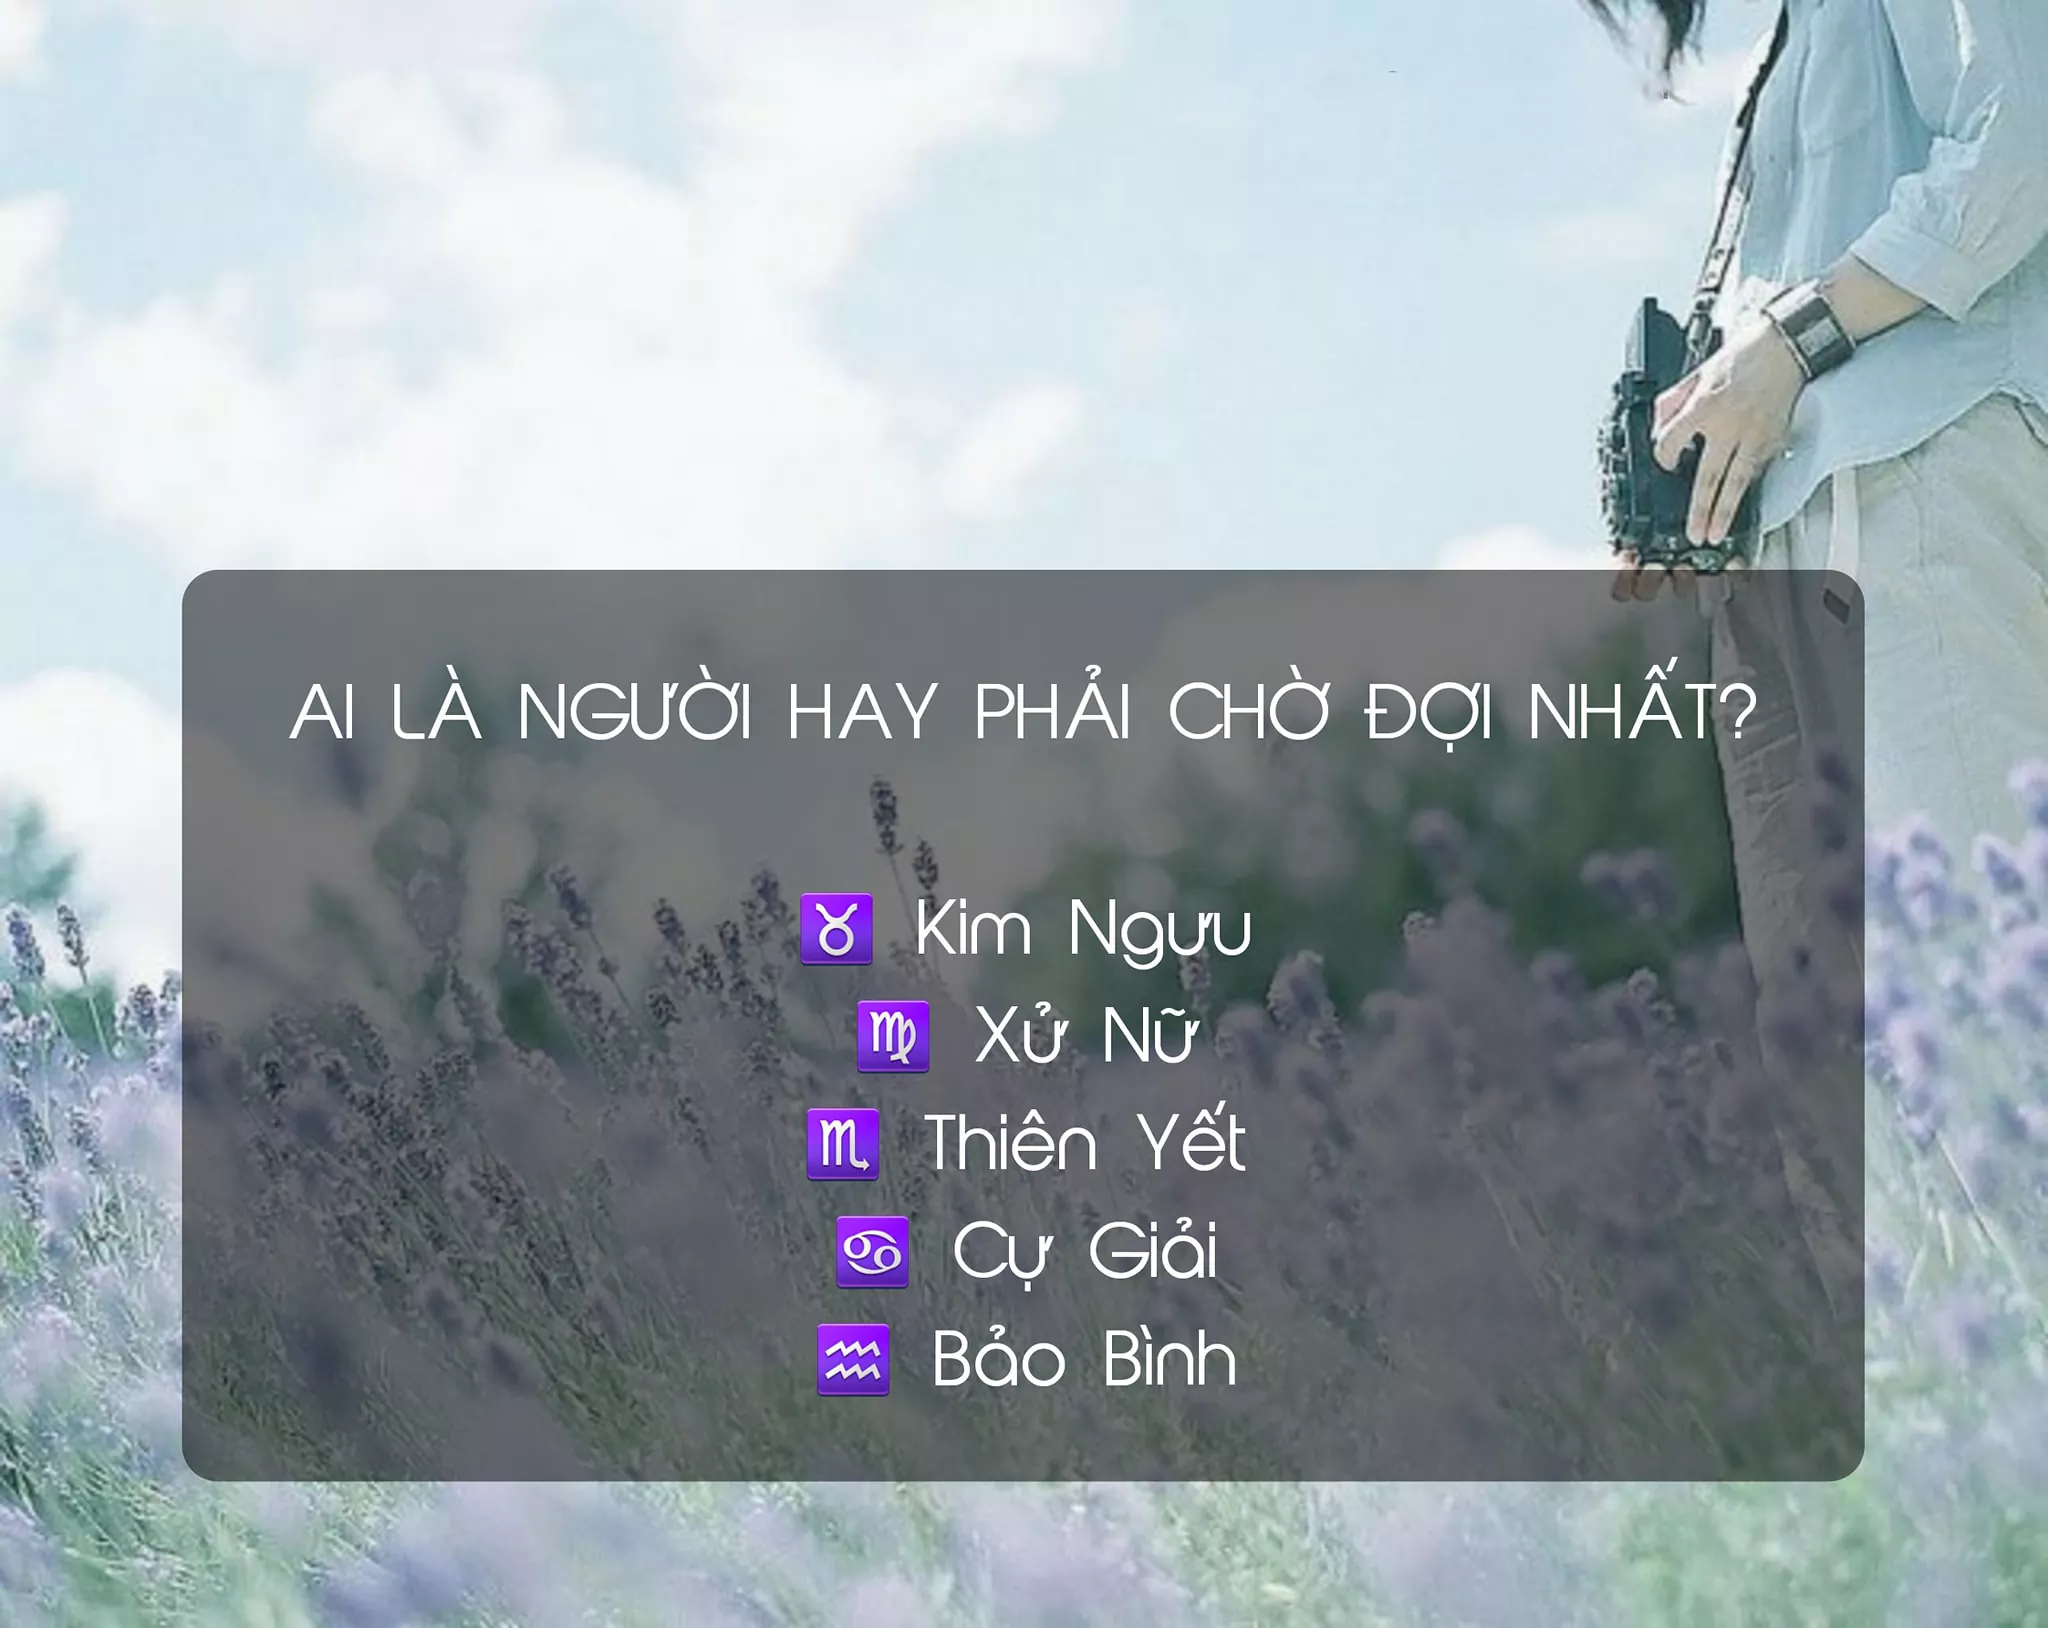 AI LÀ NGƯỜI HAY PHẢI CHỜ ĐỢI NHẤT?
♉ Kim Ngưu
♍ Xử Nữ
♏ Thiên Yết
♋ Cự Giải
♒ Bảo Bình